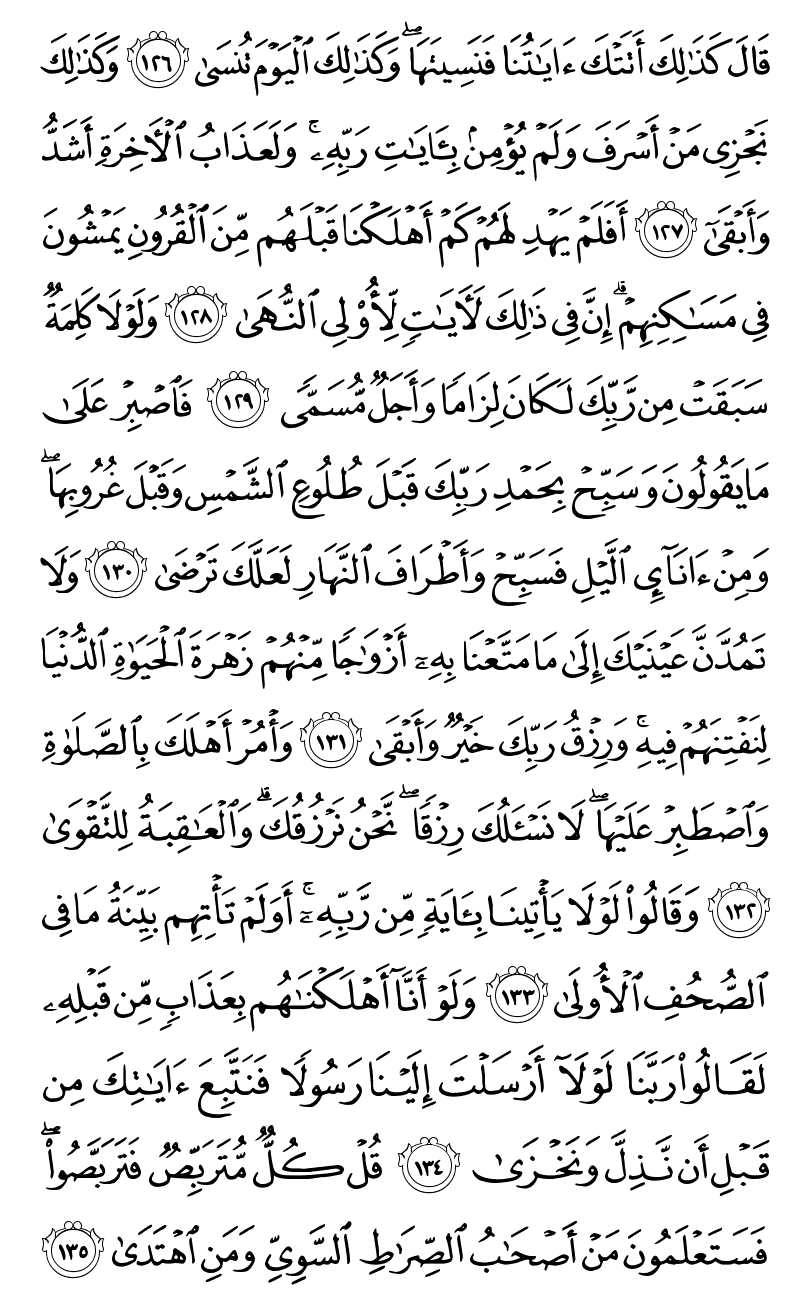 قَالَ كَذَٰلِكَ أَتَتْكَ ءَايَٰتُنَا فَنَسِيتَهَا ۖ وَكَذَٰلِكَ ٱلْيَوْمَ تُنسَىٰ ١٢٦ وَكَذَٰلِكَ
نَجْزِى مَنْ أَسْرَفَ وَلَمْ يُؤْمِنۢ بِـَٔايَٰتِ رَبِّهِۦ ۚ وَلَعَذَابُ ٱلْأَخِرَةِ أَشَدُّ
وَأَبْقَىٰٓ ١٢٧ أَفَلَمْ يَهْدِ لَهُمْ كَمْ أَهْلَكْنَا قَبْلَهُم مِّنَ ٱلْقُرُونِ يَمْشُونَ
فِى مَسَٰكِنِهِمْ ۗ إِنَّ فِى ذَٰلِكَ لَأَيَٰتٍ لِّأُو۟لِى ٱلنُّهَىٰ ١٢٨ وَلَوْلَا كَلِمَةٌ
سَبَقَتْ مِن رَّبِّكَ لَكَانَ لِزَامًا وَأَجَلٌ مُّسَمًّى ١٢٩ فَٱصْبِرْ عَلَىٰ
مَا يَقُولُونَ وَسَبِّحْ بِحَمْدِ رَبِّكَ قَبْلَ طُلُوعِ ٱلشَّمْسِ وَقَبْلَ غُرُوبِهَا ۖ
وَمِنْ ءَانَآئِ ٱلَّيْلِ فَسَبِّحْ وَأَطْرَافَ ٱلنَّهَارِ لَعَلَّكَ تَرْضَىٰ ١٣٠ وَلَا
تَمُدَّنَّ عَيْنَيْكَ إِلَىٰ مَا مَتَّعْنَا بِهِۦٓ أَزْوَٰجًا مِّنْهُمْ زَهْرَةَ ٱلْحَيَوٰةِ ٱلدُّنْيَا
لِنَفْتِنَهُمْ فِيهِ ۚ وَرِزْقُ رَبِّكَ خَيْرٌ وَأَبْقَىٰ ١٣١ وَأْمُرْ أَهْلَكَ بِٱلصَّلَوٰةِ
وَٱصْطَبِرْ عَلَيْهَا ۖ لَا نَسْـَٔلُكَ رِزْقًا ۖ نَّحْنُ نَرْزُقُكَ ۗ وَٱلْعَٰقِبَةُ لِلتَّقْوَىٰ
١٣٢ وَقَالُوا۟ لَوْلَا يَأْتِينَا بِـَٔايَةٍ مِّن رَّبِّهِۦٓ ۚ أَوَلَمْ تَأْتِهِم بَيِّنَةُ مَا فِى
ٱلصُّحُفِ ٱلْأُولَىٰ ١٣٣ وَلَوْ أَنَّآ أَهْلَكْنَٰهُم بِعَذَابٍ مِّن قَبْلِهِۦ
لَقَالُوا۟ رَبَّنَا لَوْلَآ أَرْسَلْتَ إِلَيْنَا رَسُولًا فَنَتَّبِعَ ءَايَٰتِكَ مِن
قَبْلِ أَن نَّذِلَّ وَنَخْزَىٰ ١٣٤ قُلْ كُلٌّ مُّتَرَبِّصٌ فَتَرَبَّصُوا۟ ۖ
فَسَتَعْلَمُونَ مَنْ أَصْحَٰبُ ٱلصِّرَٰطِ ٱلسَّوِىِّ وَمَنِ ٱهْتَدَىٰ ١٣٥